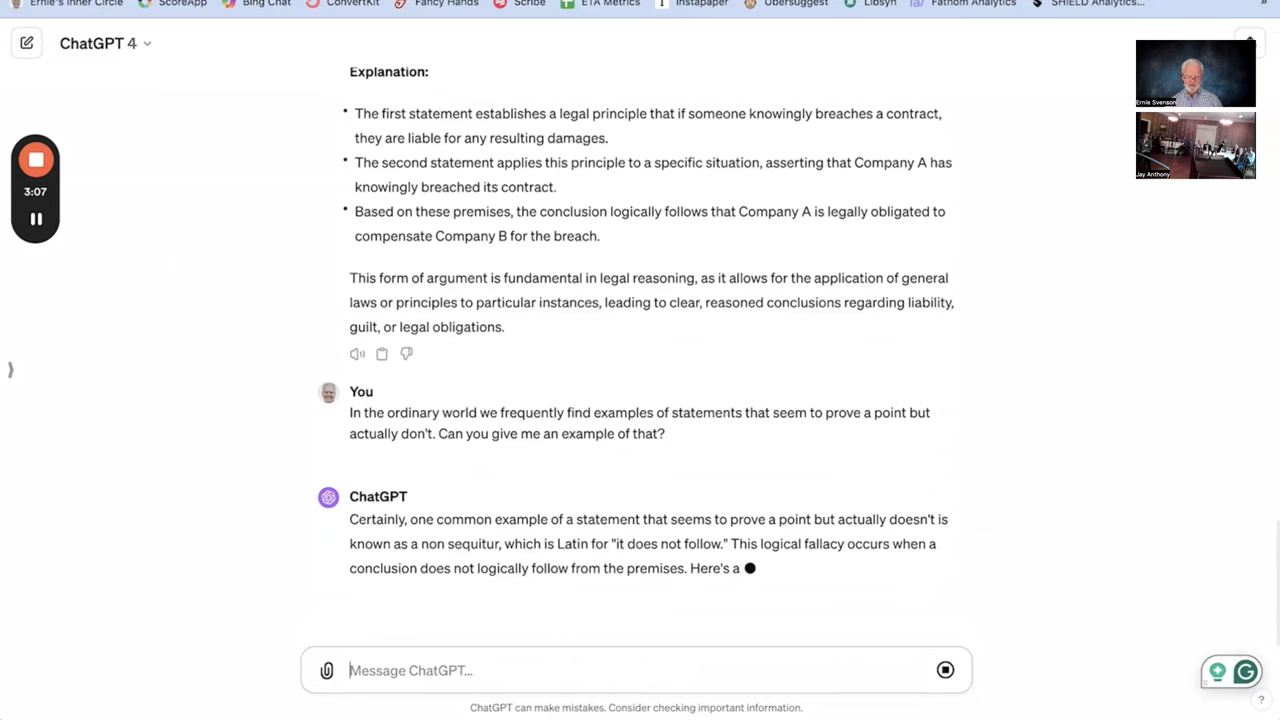 Ernie's Inner Circle ScoreApp Bing Chat ConvertKit Fancy Hands Scribe ETA Metrics Instapaper Ubersuggest Libsyn Fathom Analytics SHIELD Analytics... »
ChatGPT 4
Explanation:
• The first statement establishes a legal principle that if someone knowingly breaches a contract,
they are liable for any resulting damages.
• The second statement applies this principle to a specific situation, asserting that Company A has
knowingly breached its contract.
• Based on these premises, the conclusion logically follows that Company A is legally obligated to
compensate Company B for the breach.
This form of argument is fundamental in legal reasoning, as it allows for the application of general
laws or principles to particular instances, leading to clear, reasoned conclusions regarding liability,
guilt, or legal obligations.
You
In the ordinary world we frequently find examples of statements that seem to prove a point but
actually don't. Can you give me an example of that?
ChatGPT
Certainly, one common example of a statement that seems to prove a point but actually doesn't is
known as a non sequitur, which is Latin for "it does not follow." This logical fallacy occurs when a
conclusion does not logically follow from the premises. Here's a
Message ChatGPT...
ChatGPT can make mistakes. Consider checking important information.
?
3:07
Ernie Svenson
Jay Anthony